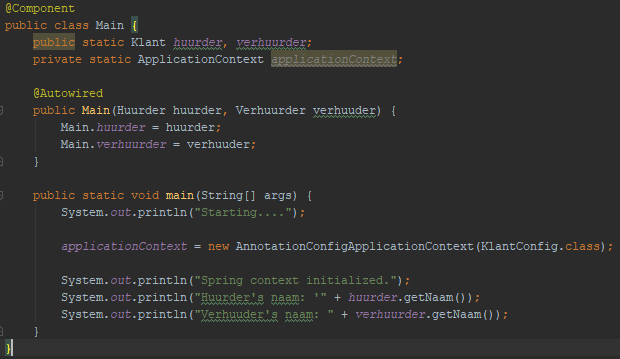 @Component
public class Main {
    public static Klant huurder, verhuurder;
    private static ApplicationContext applicationContext;

    @Autowired
    public Main(Huurder huurder, Verhuurder verhuuder) {
        Main.huurder = huurder;
        Main.verhuurder = verhuuder;
    }

    public static void main(String[] args) {
        System.out.println("Starting....");

        applicationContext = new AnnotationConfigApplicationContext(KlantConfig.class);

        System.out.println("Spring context initialized.");
        System.out.println("Huurder's naam: '" + huurder.getNaam());
        System.out.println("Verhuuder's naam: " + verhuurder.getNaam());
    }
}